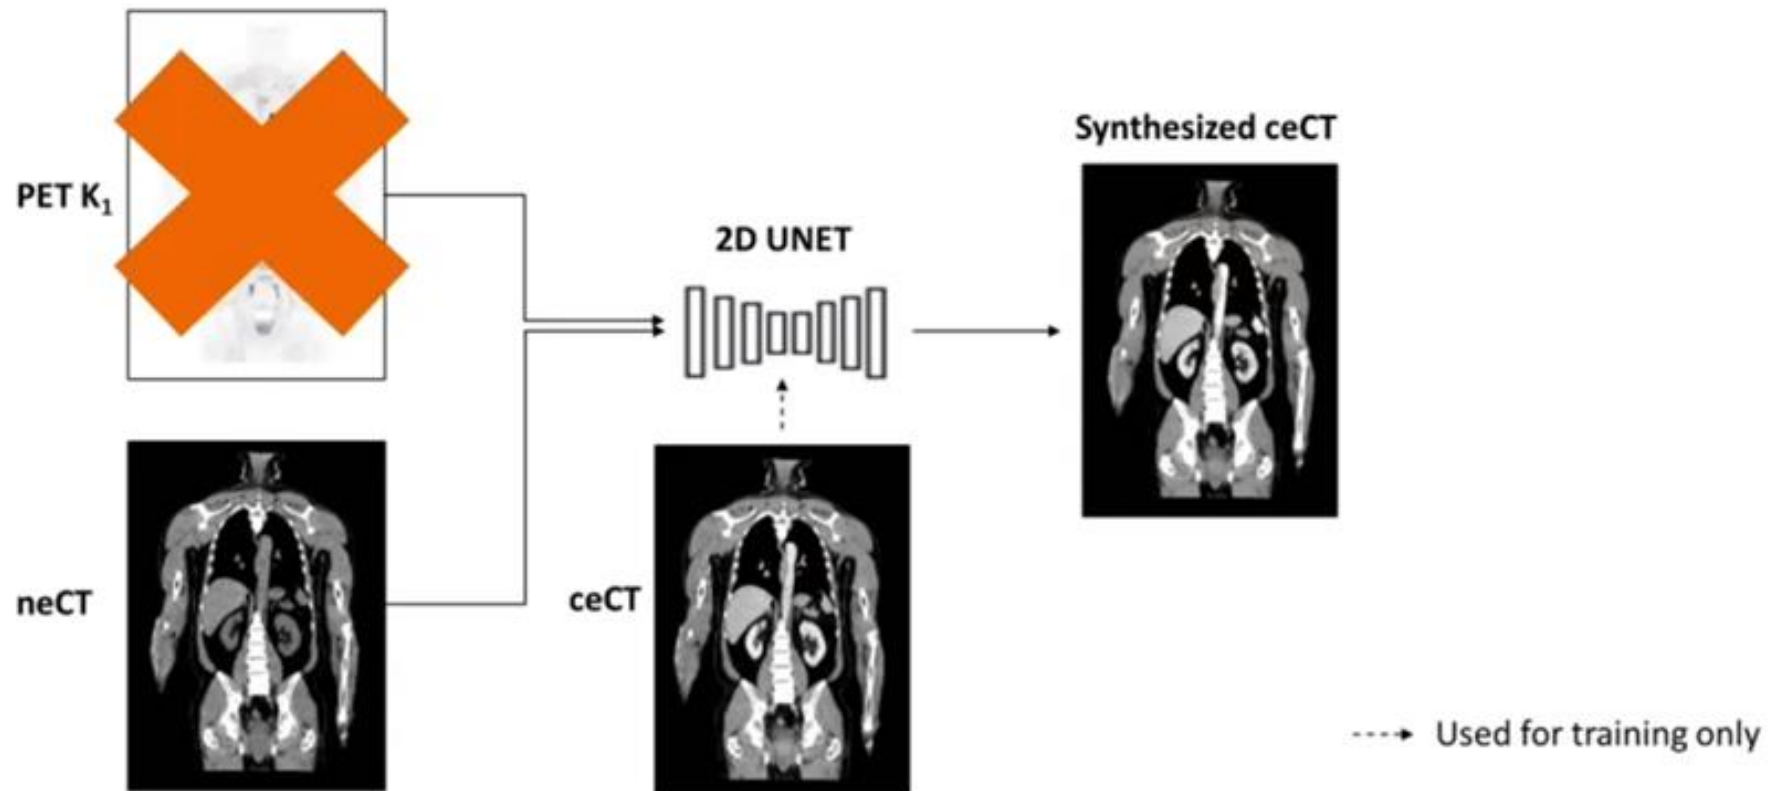 PET K₁
Synthesized ceCT
2D UNET
neCT
ceCT
Used for training only